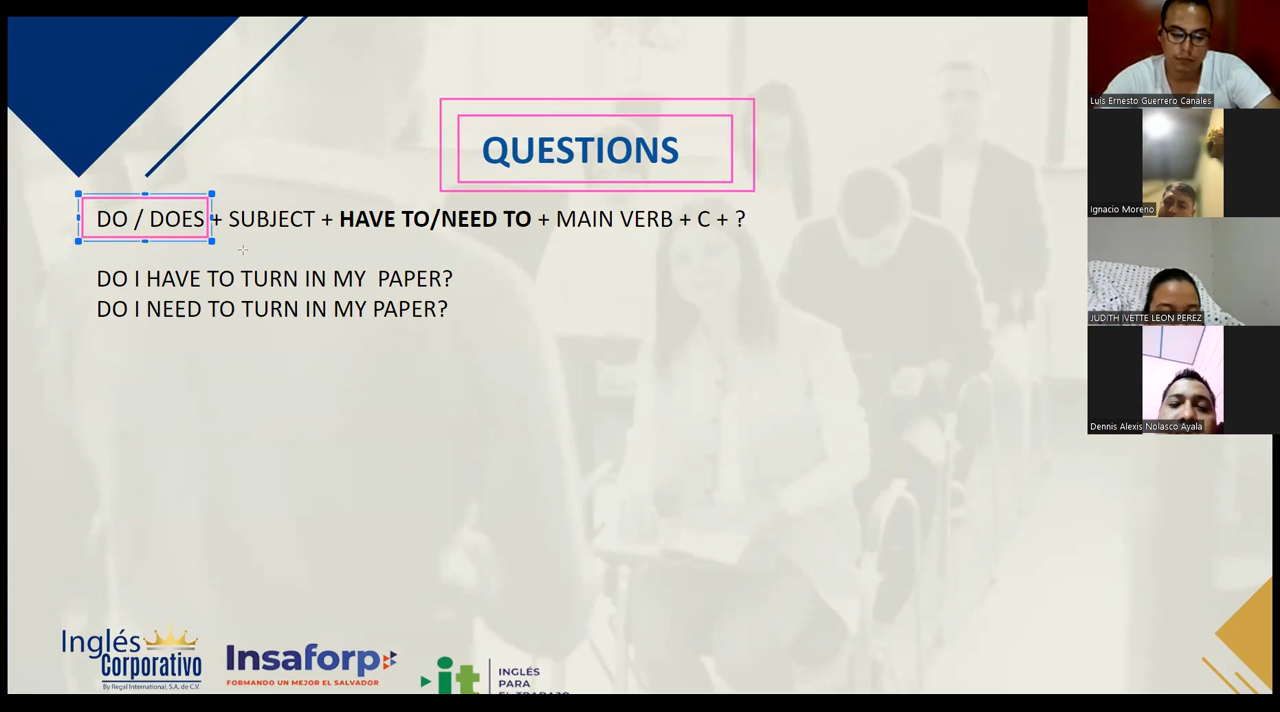 QUESTIONS
DO / DOES + SUBJECT + HAVE TO/NEED TO + MAIN VERB + C + ?
DO I HAVE TO TURN IN MY  PAPER?
DO I NEED TO TURN IN MY PAPER?
Inglés
Corporativo
By Regal International, S.A. de C.V.
Insaforp
FORMANDO UN MEJOR EL SALVADOR
it
INGLÉS
PARA
EL TRABAJO
Luis Ernesto Guerrero Canales
Ignacio Moreno
JUDITH IVETTE LEON PEREZ
Dennis Alexis Nolasco Ayala